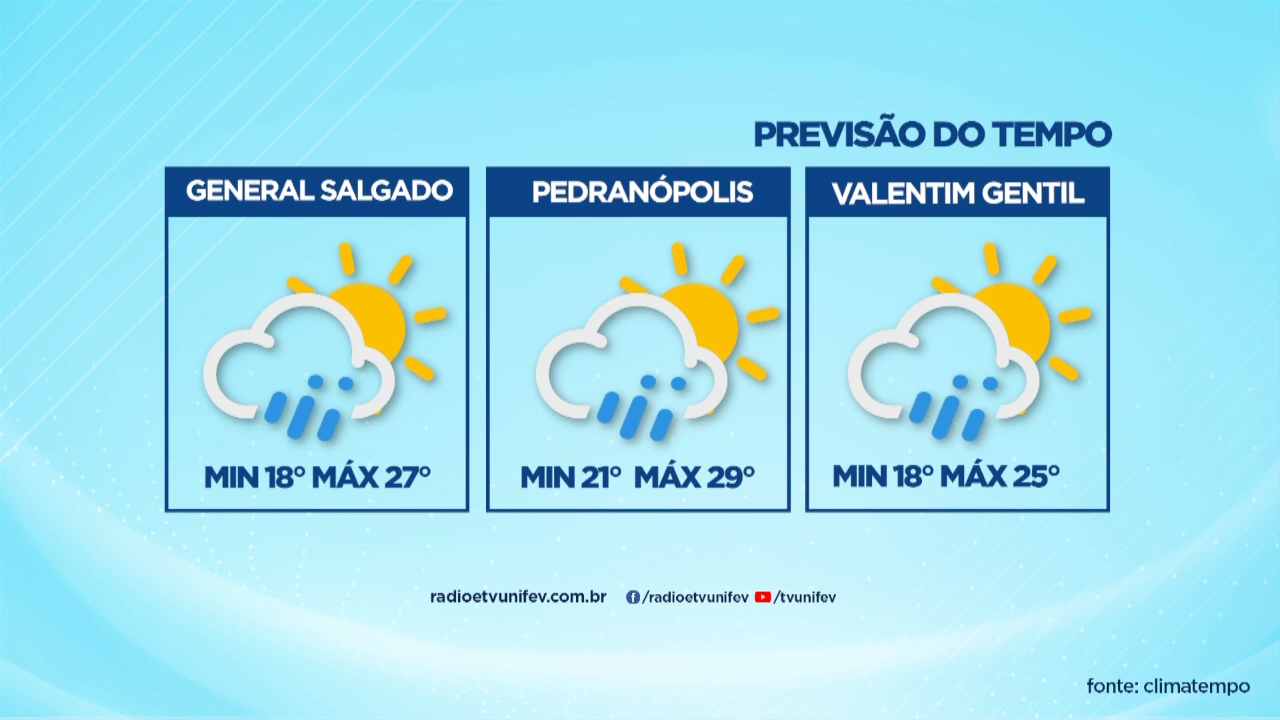 PREVISÃO DO TEMPO
GENERAL SALGADO
MIN 18° MÁX 27°
PEDRANÓPOLIS
MIN 21° MÁX 29°
VALENTIM GENTIL
MIN 18° MÁX 25°
radioetvunifev.com.br /radioetvunifev /tvunifev
fonte: climatempo